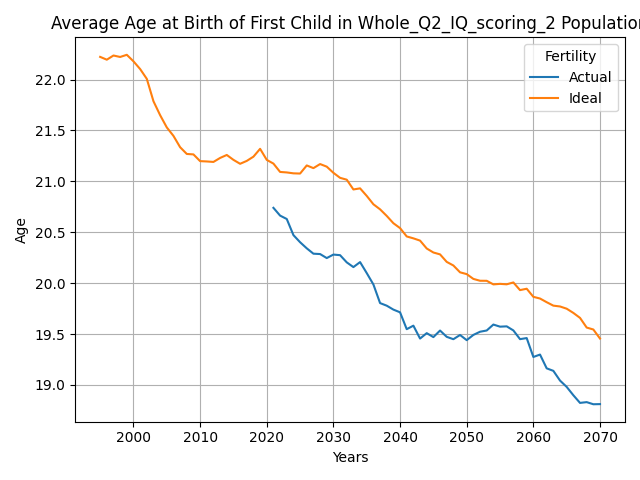 Average Age at Birth of First Child in Whole_Q2_IQ_scoring_2 Population
Fertility
Actual
Ideal
22.0
21.5
21.0
20.5
20.0
19.5
19.0
Age
2000 2010 2020 2030 2040 2050 2060 2070
Years